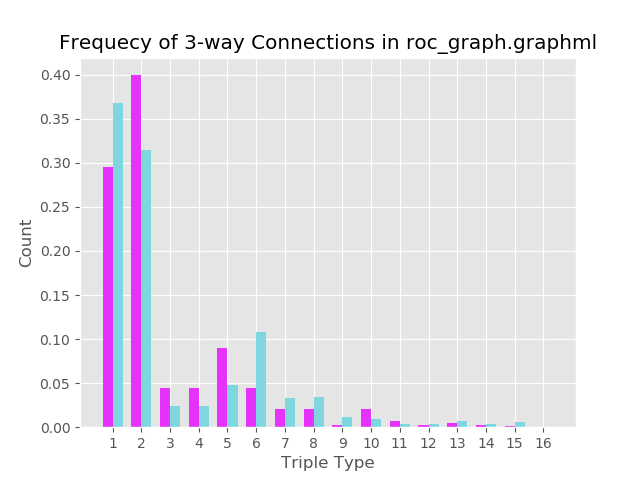 Frequecy of 3-way Connections in roc_graph.graphml
0.40
0.35
0.30
0.25
0.20
0.15
0.10
0.05
0.00
Count
1 2 3 4 5 6 7 8 9 10 11 12 13 14 15 16
Triple Type